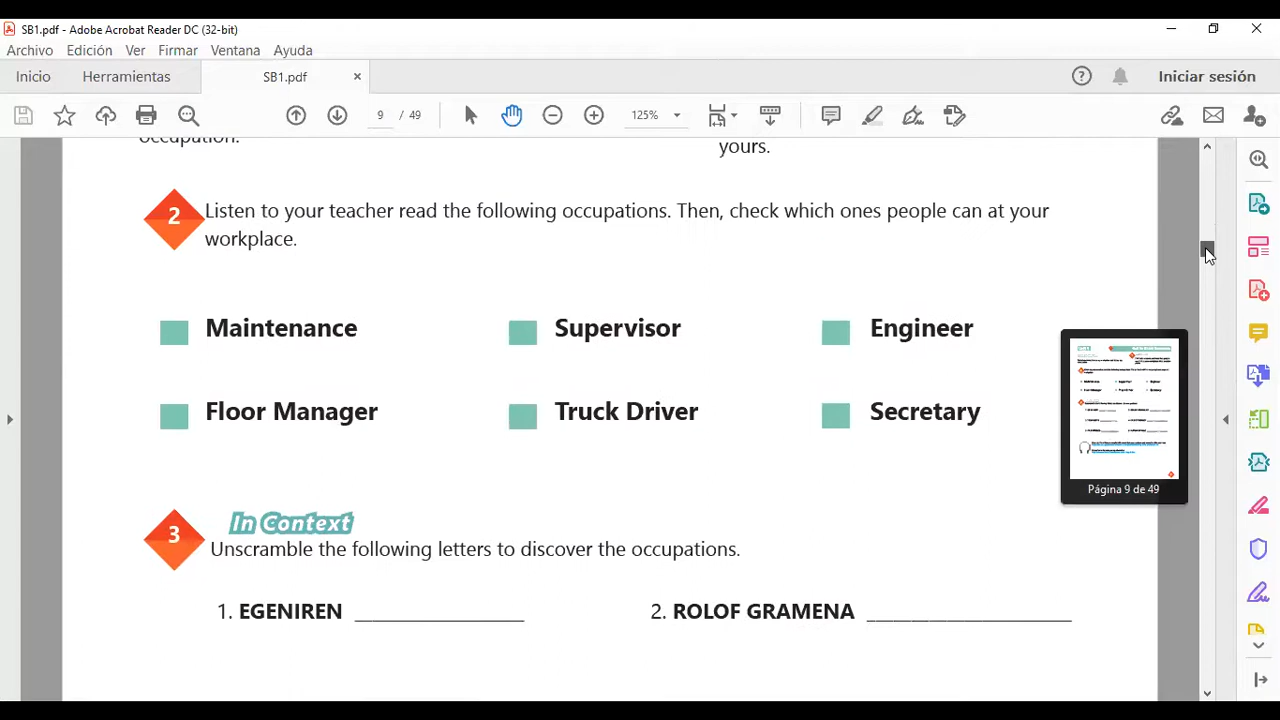 SB1.pdf - Adobe Acrobat Reader DC (32-bit)
Archivo Edición Ver Firmar Ventana Ayuda
Inicio Herramientas SB1.pdf × Iniciar sesión
9 / 49 125%
occupation. yours.
2 Listen to your teacher read the following occupations. Then, check which ones people can at your
workplace.
Maintenance Supervisor Engineer
Floor Manager Truck Driver Secretary
Página 9 de 49
3 In Context
Unscramble the following letters to discover the occupations.
1. EGENIREN __________________ 2. ROLOF GRAMENA ______________________